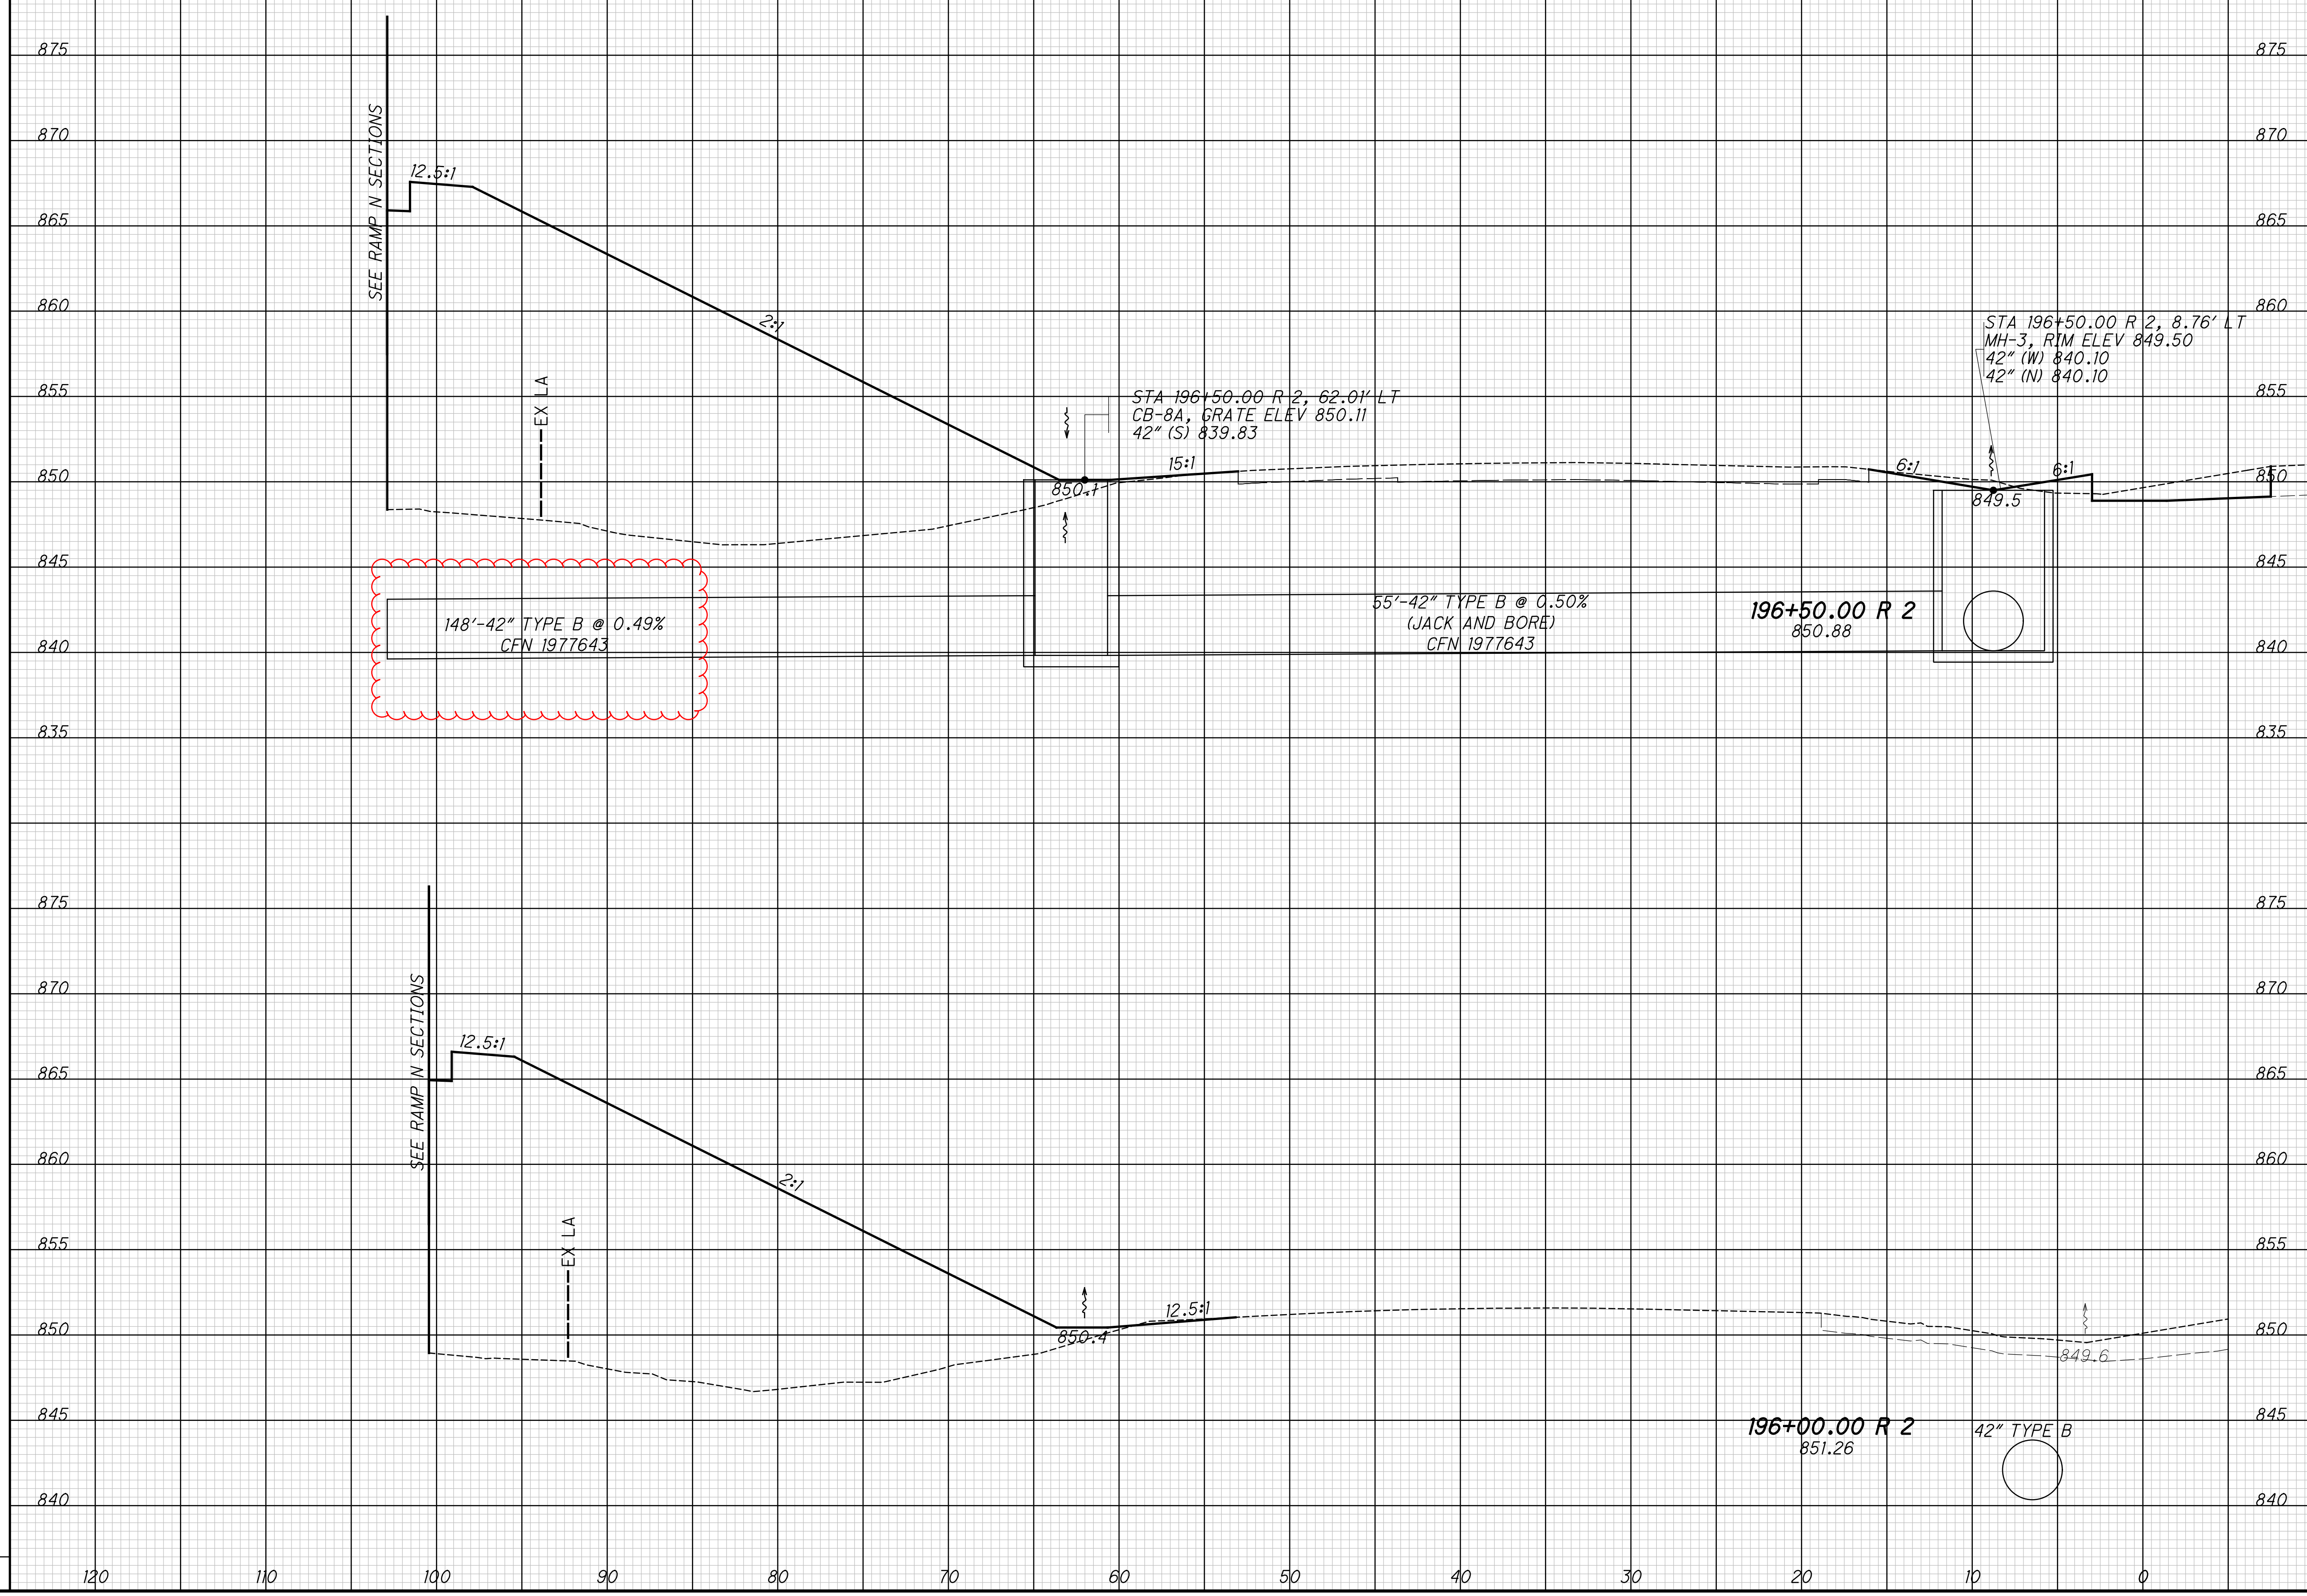 875
875
870
870
SEE RAMP N SECTIONS
12.5:1
865
865
860
860
2:1
STA 196+50.00 R 2, 8.76' LT
MH-3, RIM ELEV 849.50
42" (W) 840.10
42" (N) 840.10
855
855
EX LA
STA 196+50.00 R 2, 62.01' LT
CB-8A, GRATE ELEV 850.11
42" (S) 839.83
850
850
850.1
15:1
6:1
849.5
6:1
845
845
148'-42" TYPE B @ 0.49%
CFN 1977643
55'-42" TYPE B @ 0.50%
(JACK AND BORE)
CFN 1977643
196+50.00 R 2
850.88
840
840
835
835
875
875
870
870
SEE RAMP N SECTIONS
12.5:1
865
865
860
860
2:1
855
855
EX LA
850
850
850.4
12.5:1
849.6
845
845
196+00.00 R 2
851.26
42" TYPE B
840
840
120 110 100 90 80 70 60 50 40 30 20 10 0